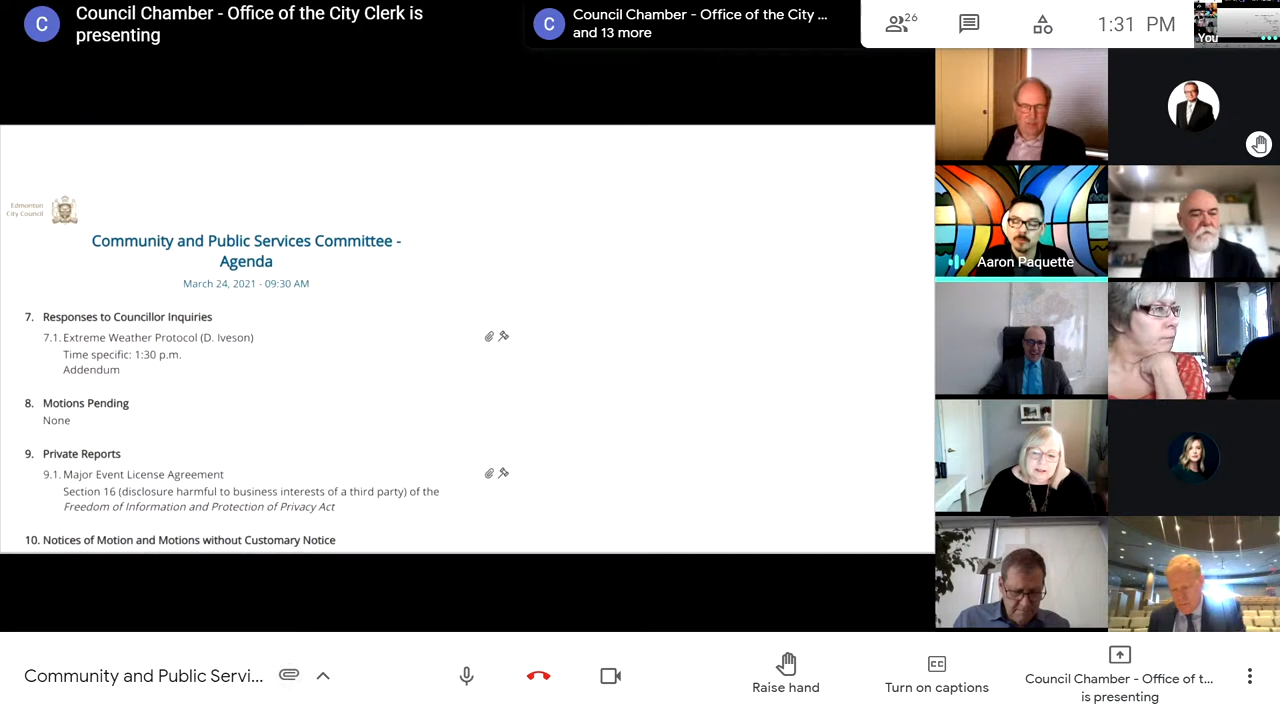 C
Council Chamber - Office of the City Clerk is
presenting
C
Council Chamber - Office of the City ...
and 13 more
26
1:31 PM
You
Edmonton
City Council
Community and Public Services Committee -
Agenda
March 24, 2021 - 09:30 AM
7. Responses to Councillor Inquiries
7.1. Extreme Weather Protocol (D. Iveson)
Time specific: 1:30 p.m.
Addendum
8. Motions Pending
None
9. Private Reports
9.1. Major Event License Agreement
Section 16 (disclosure harmful to business interests of a third party) of the
Freedom of Information and Protection of Privacy Act
10. Notices of Motion and Motions without Customary Notice
Aaron Paquette
Community and Public Servi...
Raise hand
CC
Turn on captions
Council Chamber - Office of t...
is presenting